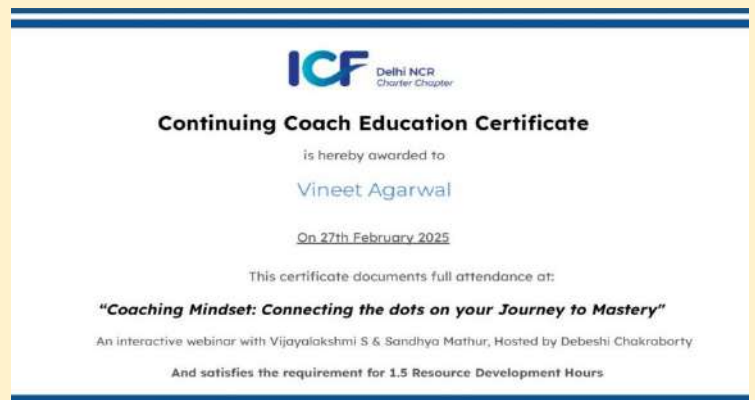 ICF Delhi NCR
Charter Chapter
Continuing Coach Education Certificate
is hereby awarded to
Vineet Agarwal
On 27th February 2025
This certificate documents full attendance at:
“Coaching Mindset: Connecting the dots on your Journey to Mastery”
An interactive webinar with Vijayalakshmi S & Sandhya Mathur, Hosted by Debeshi Chakraborty
And satisfies the requirement for 1.5 Resource Development Hours